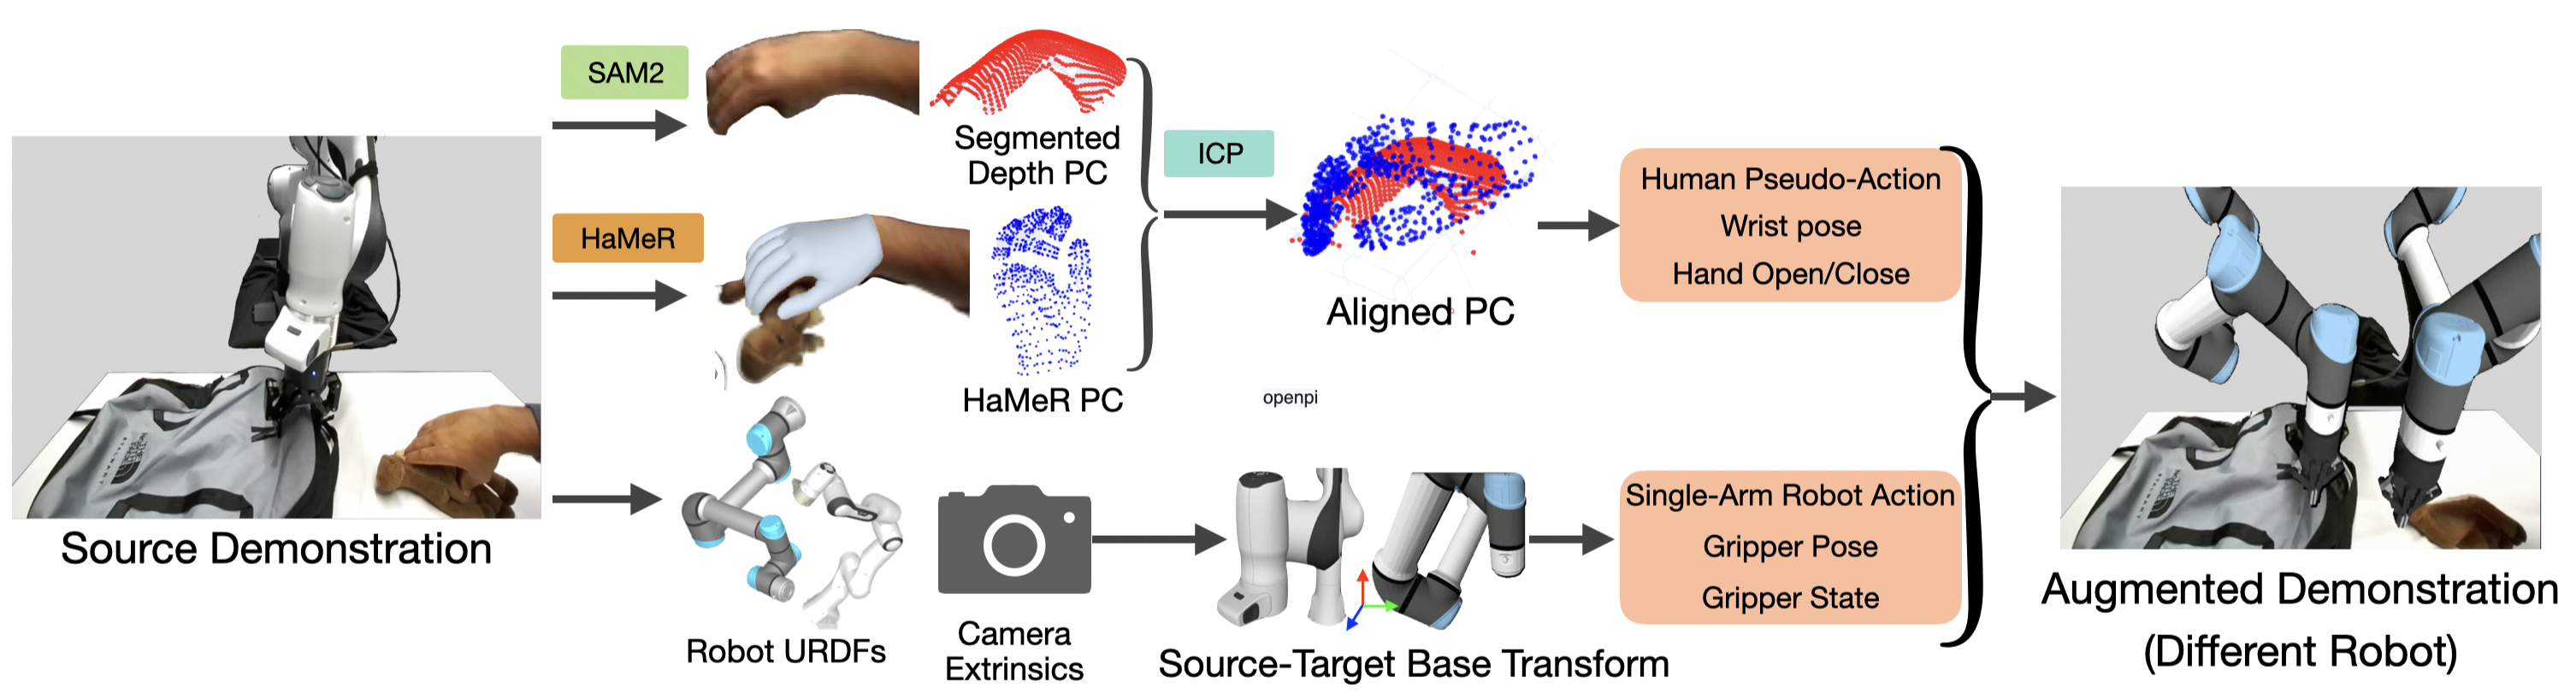 SAM2
Segmented
Depth PC
HaMeR
HaMeR PC
ICP
Aligned PC
Human Pseudo-Action
Wrist pose
Hand Open/Close
openpi
Source Demonstration
Robot URDFs
Camera
Extrinsics
Source-Target Base Transform
Single-Arm Robot Action
Gripper Pose
Gripper State
Augmented Demonstration
(Different Robot)